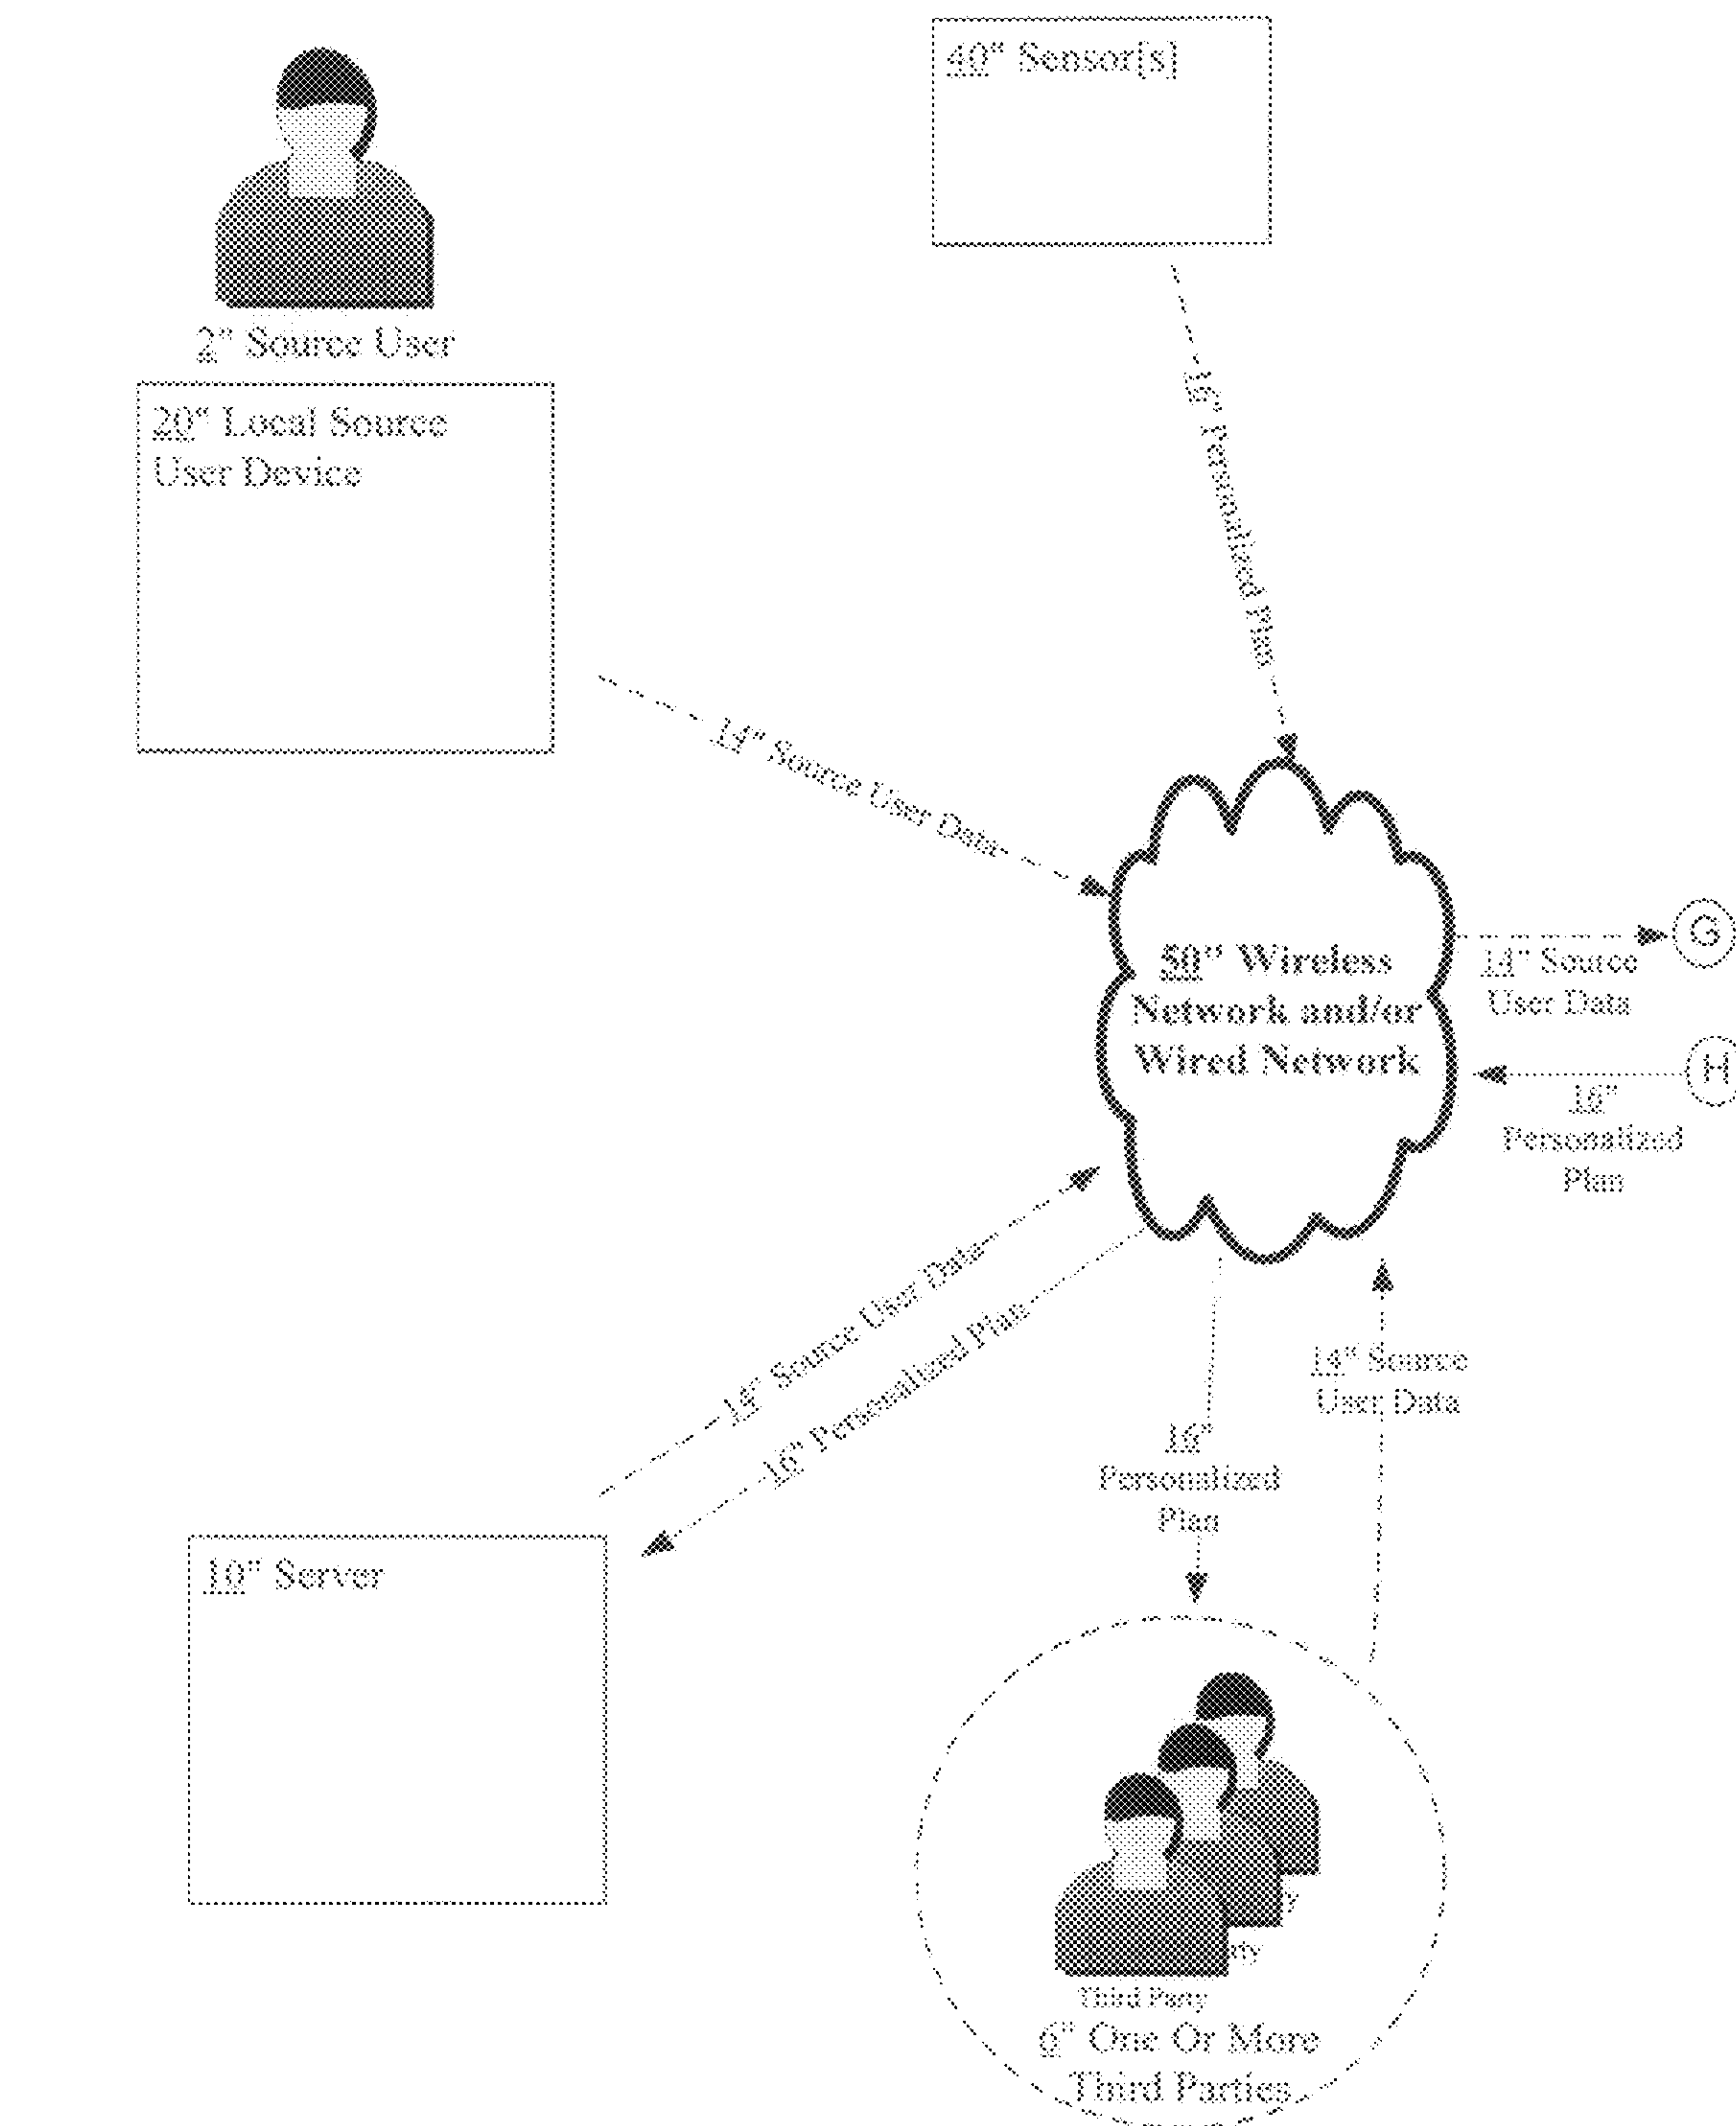 40" Sensor[s]
2" Source User
20" Local Source
User Device
16" Personalized Plan
14" Source User Data
50" Wireless
Network and/or
Wired Network
G
14" Source
User Data
H
16"
Personalized
Plan
14" Source User Data
16" Personalized Plan
14" Source
User Data
16"
Personalized
Plan
10" Server
y
rty
Third Party
6" One Or More
Third Parties